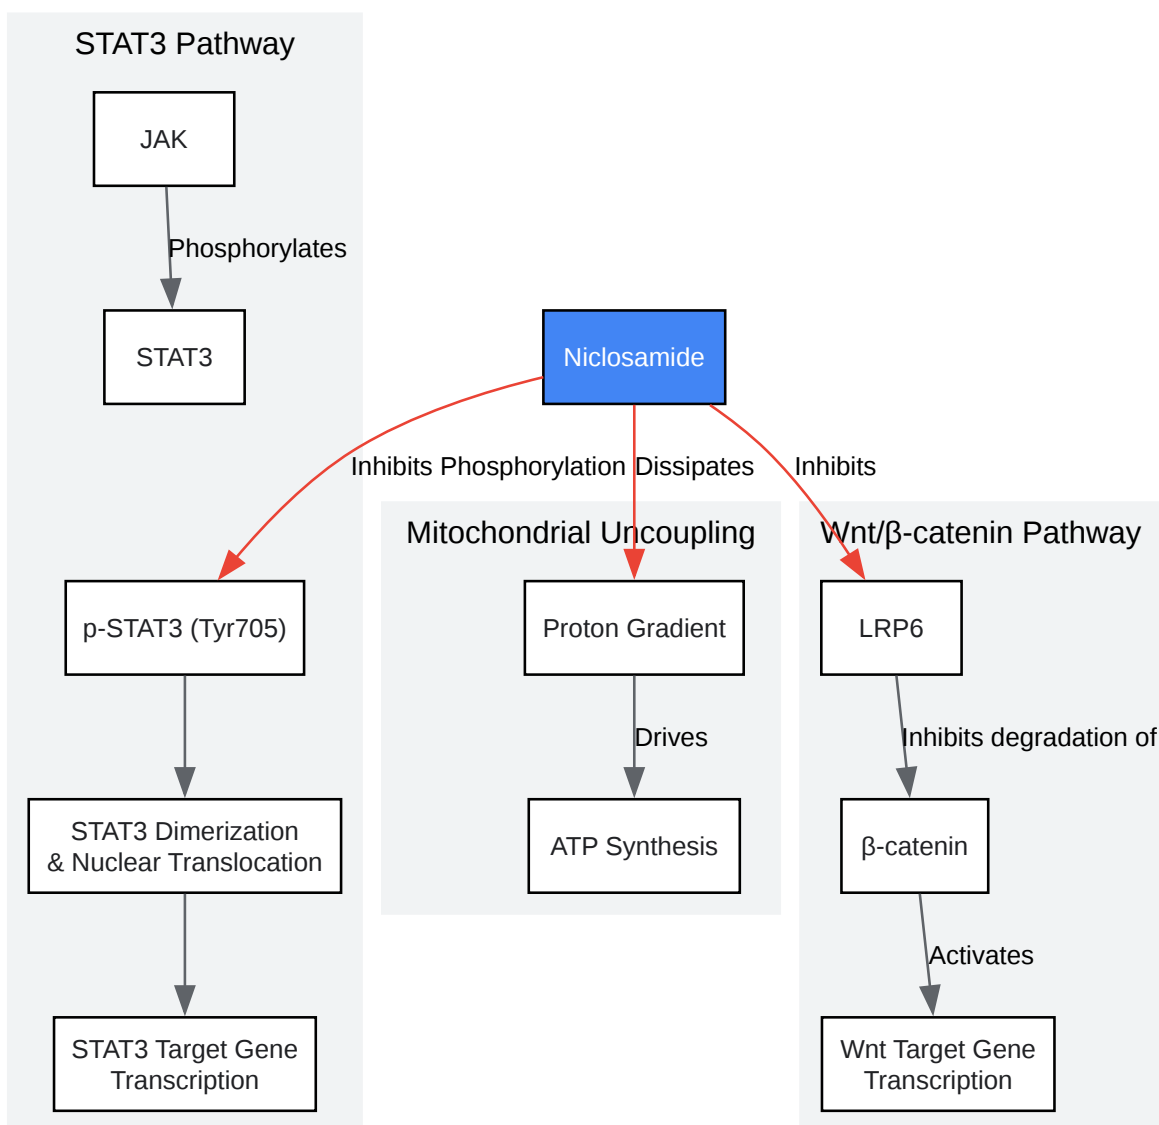 STAT3 Pathway
JAK
Phosphorylates
STAT3
Niclosamide
Inhibits Phosphorylation
Dissipates
Inhibits
Mitochondrial Uncoupling
Wnt/β-catenin Pathway
p-STAT3 (Tyr705)
Proton Gradient
LRP6
Drives
Inhibits degradation of
STAT3 Dimerization
& Nuclear Translocation
ATP Synthesis
β-catenin
Activates
STAT3 Target Gene
Transcription
Wnt Target Gene
Transcription